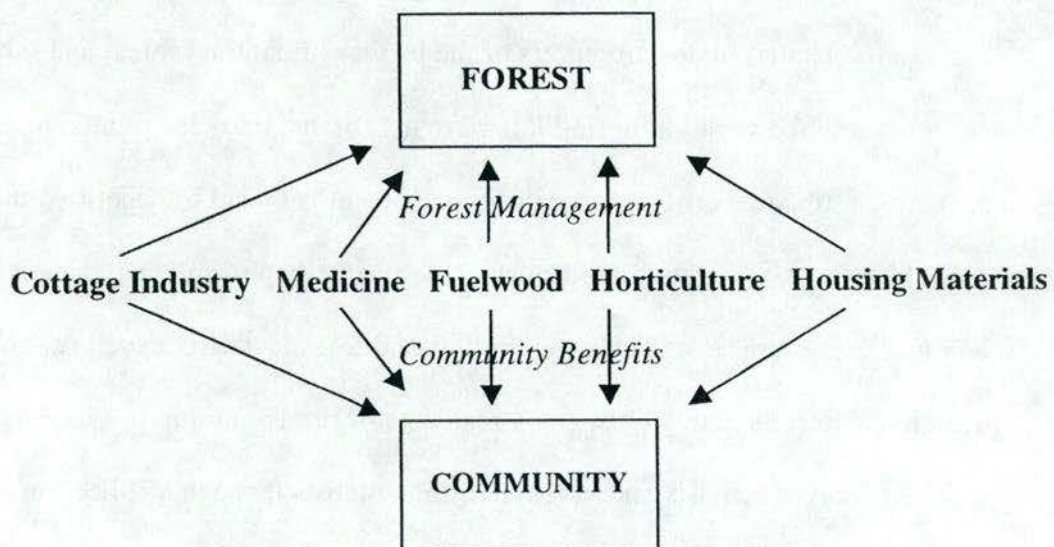 FOREST
Forest Management
Cottage Industry Medicine Fuelwood Horticulture Housing Materials
Community Benefits
COMMUNITY